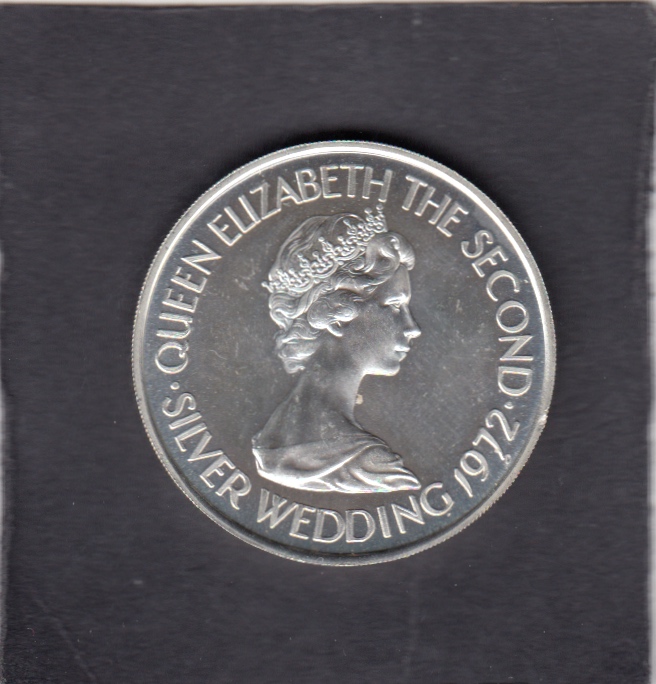 · QUEEN ELIZABETH THE SECOND ·
SILVER WEDDING 1972